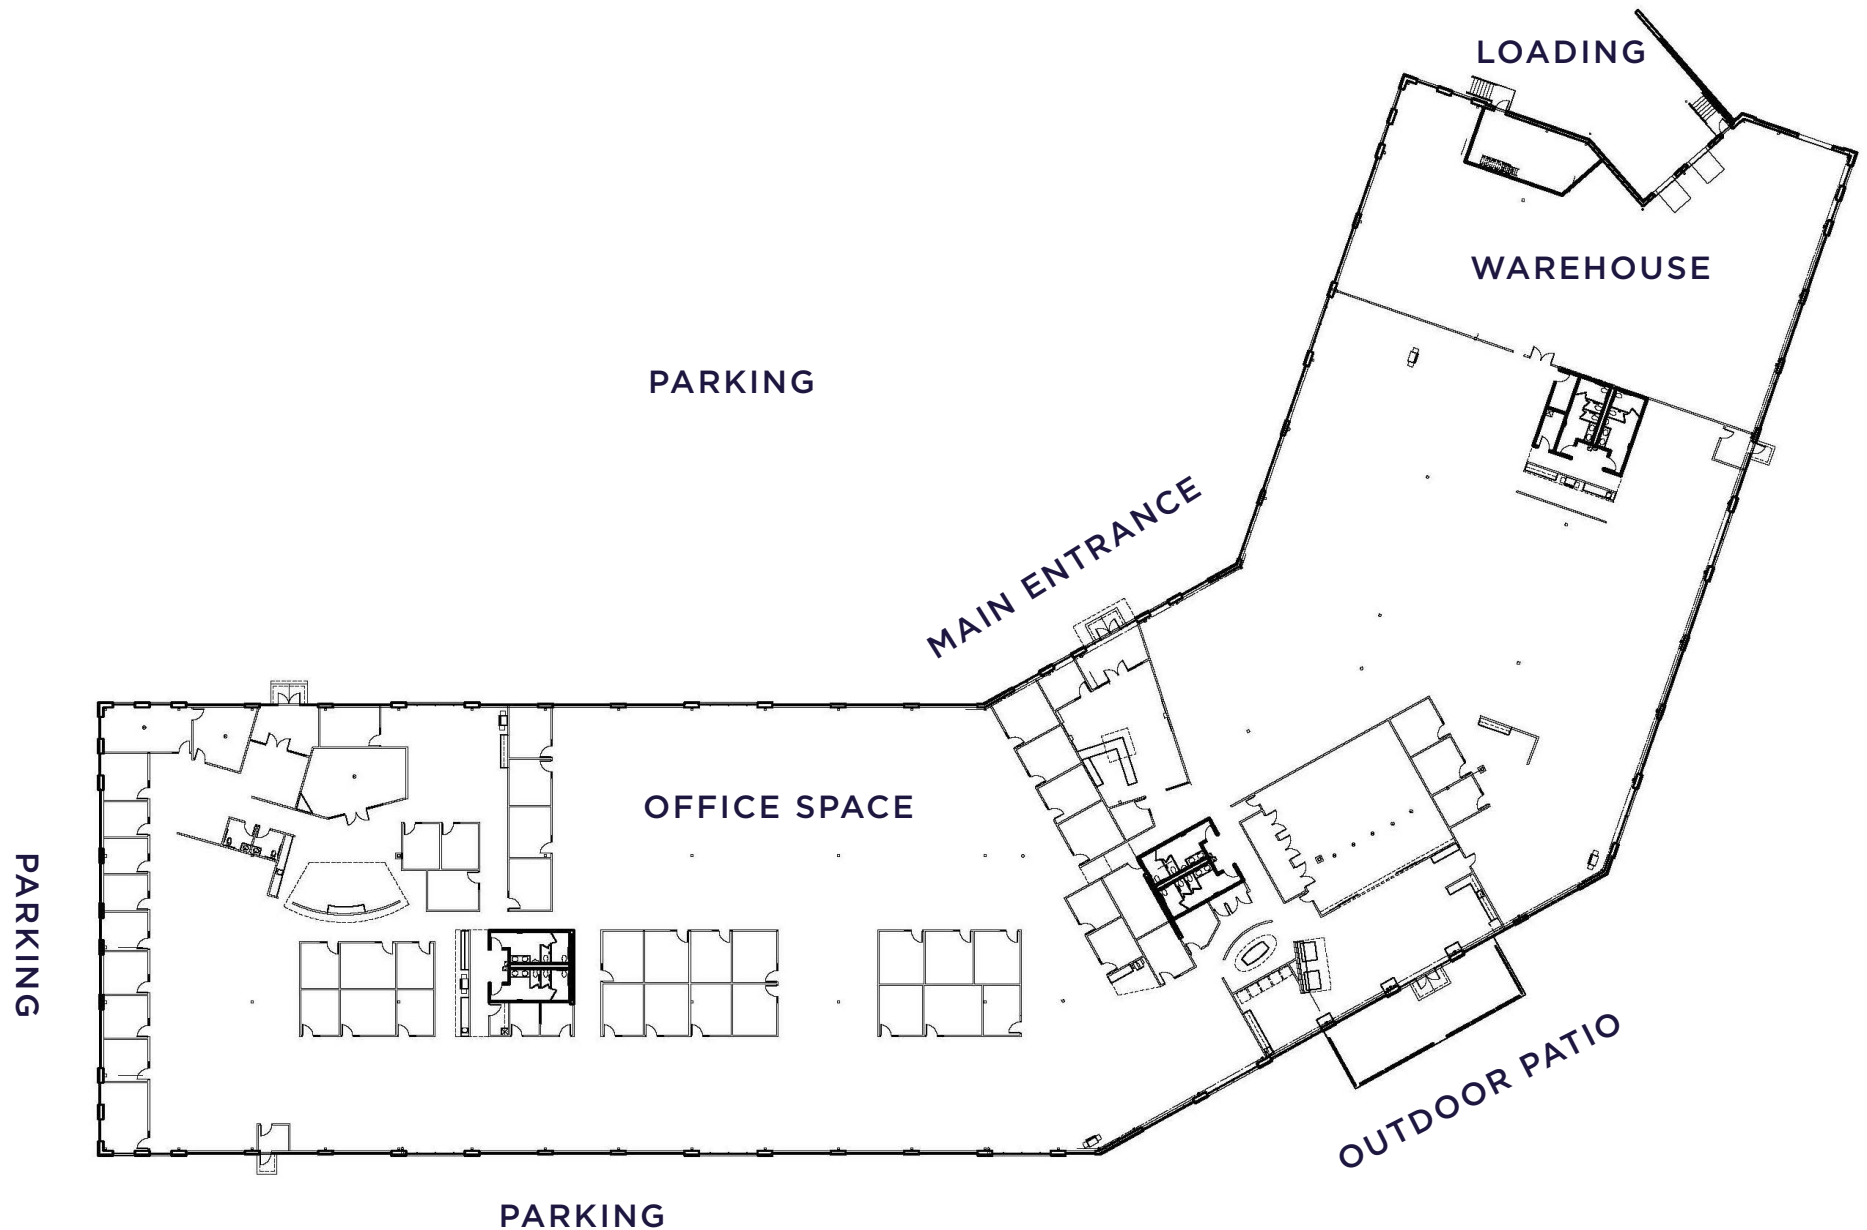 LOADING
WAREHOUSE
PARKING
MAIN ENTRANCE
OFFICE SPACE
PARKING
OUTDOOR PATIO
PARKING